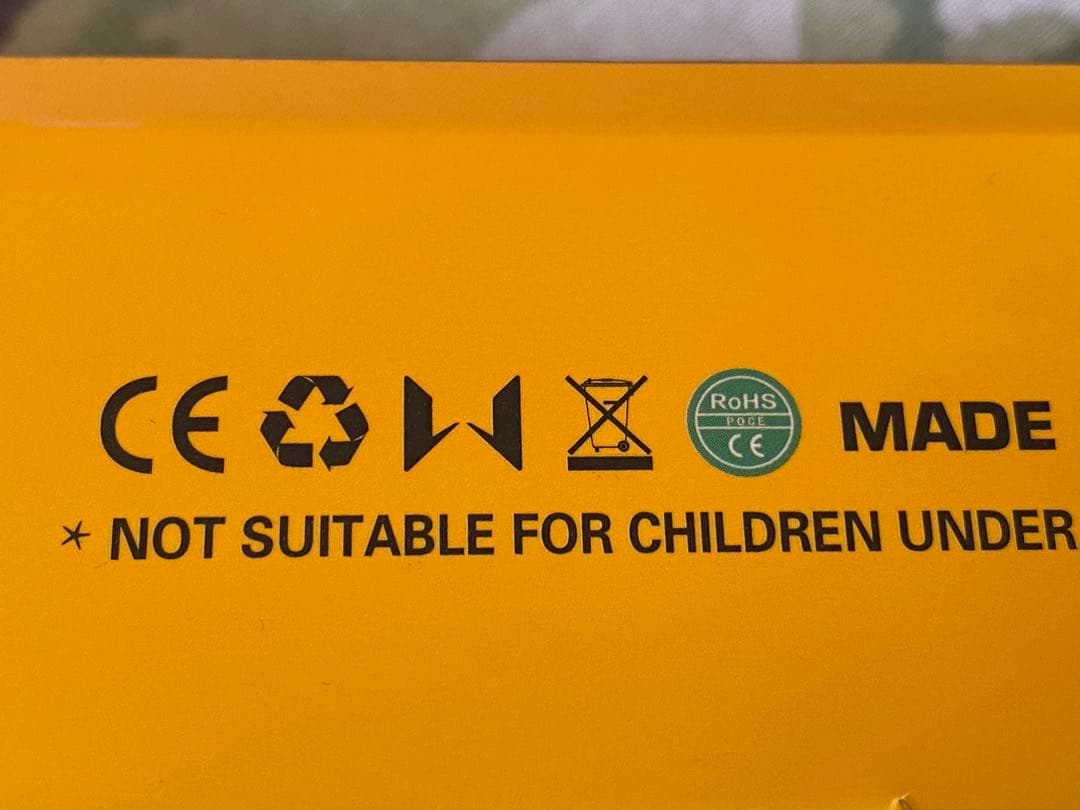 CE RoHS POCE CE MADE
* NOT SUITABLE FOR CHILDREN UNDER